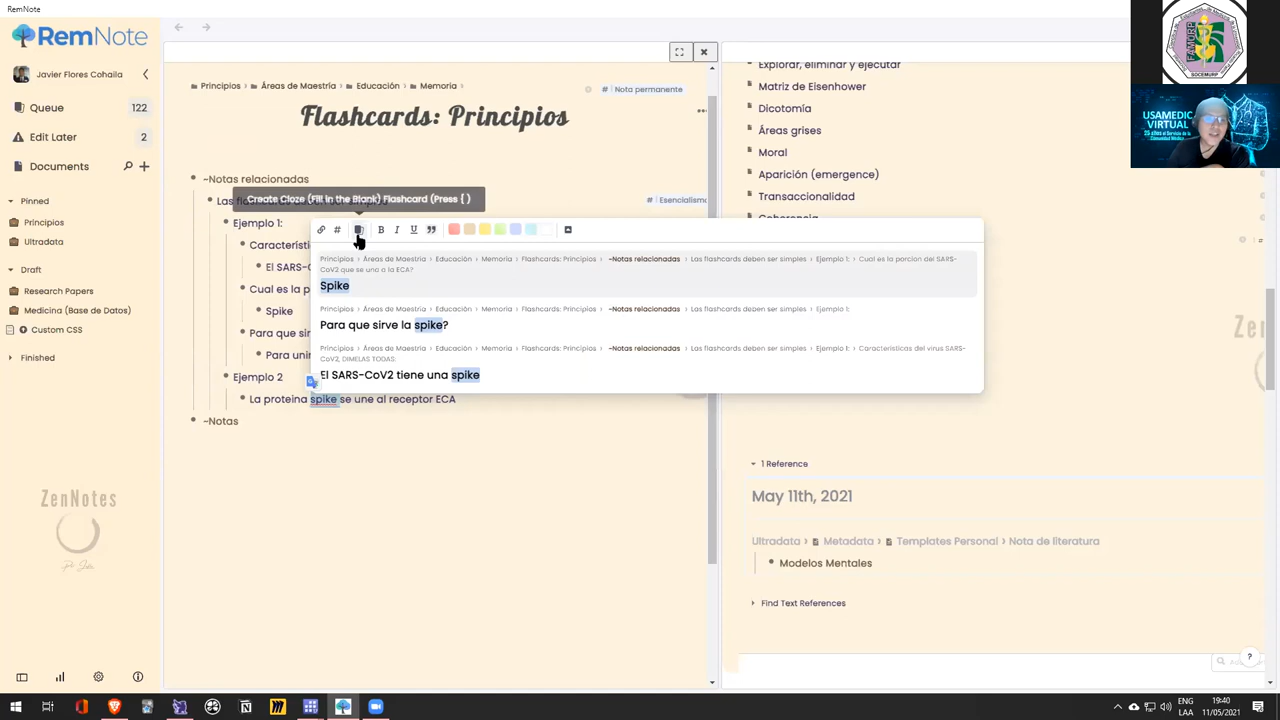 RemNote
RemNote
Javier Flores Cohaila
Queue 122
Edit Later 2
Documents
Pinned
Principios
Ultradata
Draft
Research Papers
Medicina (Base de Datos)
Custom CSS
Finished
ZenNotes
Principios › Áreas de Maestría › Educación › Memoria ›
# Nota permanente
Flashcards: Principios
~Notas relacionadas
Create Cloze (Fill in the Blank) Flashcard (Press { )
# Esencialismo
Ejemplo 1:
El SARS-
Cual es la p
Spike
Para que sir
Para unir
Ejemplo 2
La proteina spike se une al receptor ECA
~Notas
B I U
Principios › Áreas de Maestría › Educación › Memoria › Flashcards: Principios › ~Notas relacionadas › Las flashcards deben ser simples › Ejemplo 1: › Cual es la porcion del SARS-
CoV2 que se une a la ECA?
Spike
Principios › Áreas de Maestría › Educación › Memoria › Flashcards: Principios › ~Notas relacionadas › Las flashcards deben ser simples › Ejemplo 1:
Para que sirve la spike?
Principios › Áreas de Maestría › Educación › Memoria › Flashcards: Principios › ~Notas relacionadas › Las flashcards deben ser simples › Ejemplo 1: › Caracteristicas del virus SARS-
CoV2, DIMELAS TODAS:
El SARS-CoV2 tiene una spike
Explorar, eliminar y ejecutar
Matriz de Eisenhower
Dicotomía
Áreas grises
Moral
Aparición (emergence)
Transaccionalidad
Coherencia
1 Reference
May 11th, 2021
Ultradata › Metadata › Templates Personal › Nota de literatura
Modelos Mentales
Find Text References
?
SOCEMURP
USAMEDIC
VIRTUAL
ENG
LAA
19:40
11/05/2021